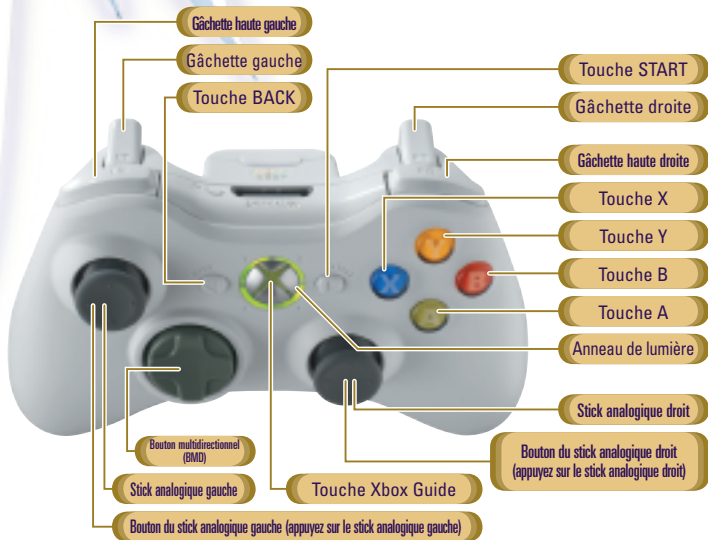 Gâchette haute gauche
Gâchette gauche
Touche BACK
Touche START
Gâchette droite
Gâchette haute droite
Touche X
Touche Y
Touche B
Touche A
Anneau de lumière
Stick analogique droit
Bouton du stick analogique droit
(appuyez sur le stick analogique droit)
Bouton multidirectionnel
(BMD)
Stick analogique gauche
Touche Xbox Guide
Bouton du stick analogique gauche (appuyez sur le stick analogique gauche)
Y
X
B